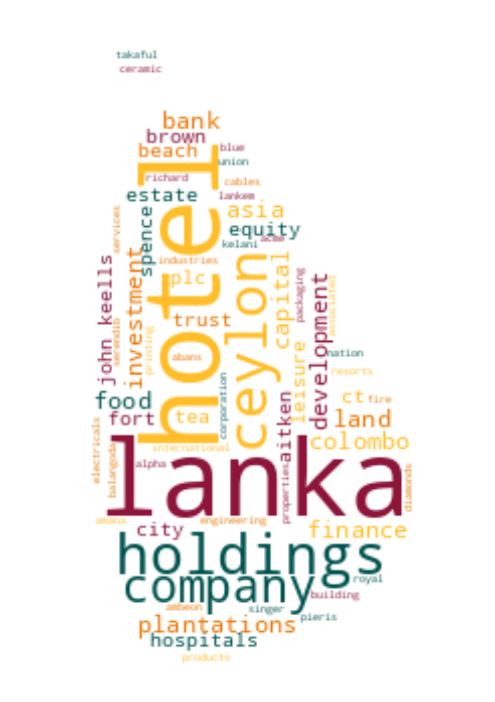 takaful
ceramic
bank
brown
blue
beach
union
richard
cables
estate
lankem
asia
services
spence
hotel
equity
acme
kelani
industries
john keells
investment
plc
ceylon
capital
packaging
development
associated
serendib
printing
trust
abans
leisure
nation
resorts
food
corporation
ct
fire
fort
tea
aitken
land
electricals
balangoda
international
colombo
alpha
lanka
properties
diamonds
amana
city
engineering
finance
holdings
company
royal
building
ambeon
singer
pieris
plantations
hospitals
products